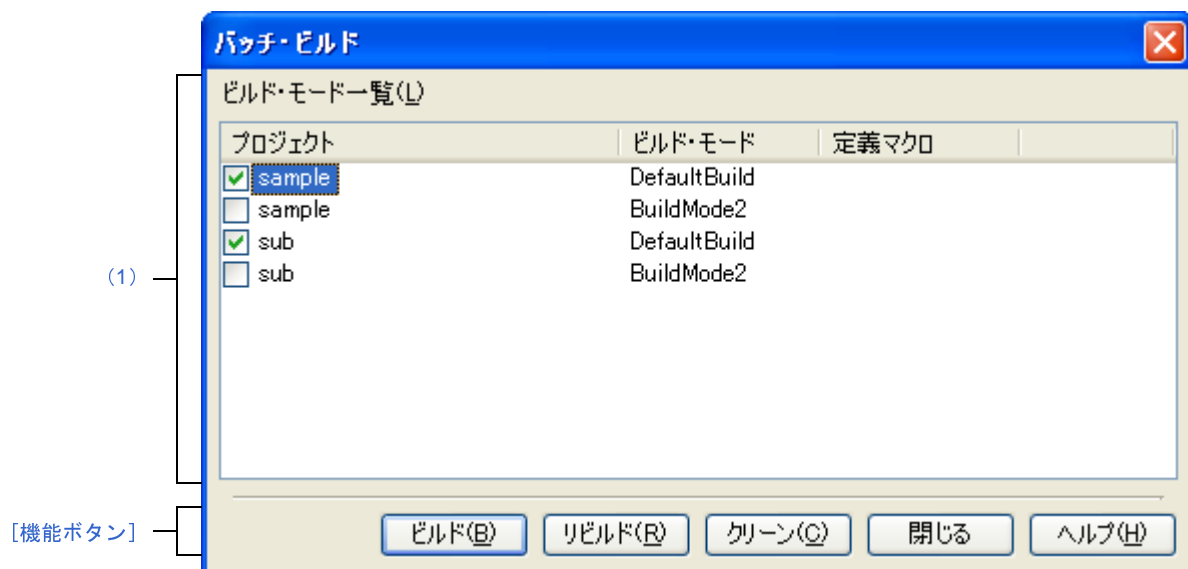 バッチ・ビルド
ビルド・モード一覧(L)
プロジェクト ビルド・モード 定義マクロ
sample DefaultBuild
sample BuildMode2
sub DefaultBuild
sub BuildMode2
(1)
[機能ボタン]
ビルド(B) リビルド(R) クリーン(C) 閉じる ヘルプ(H)